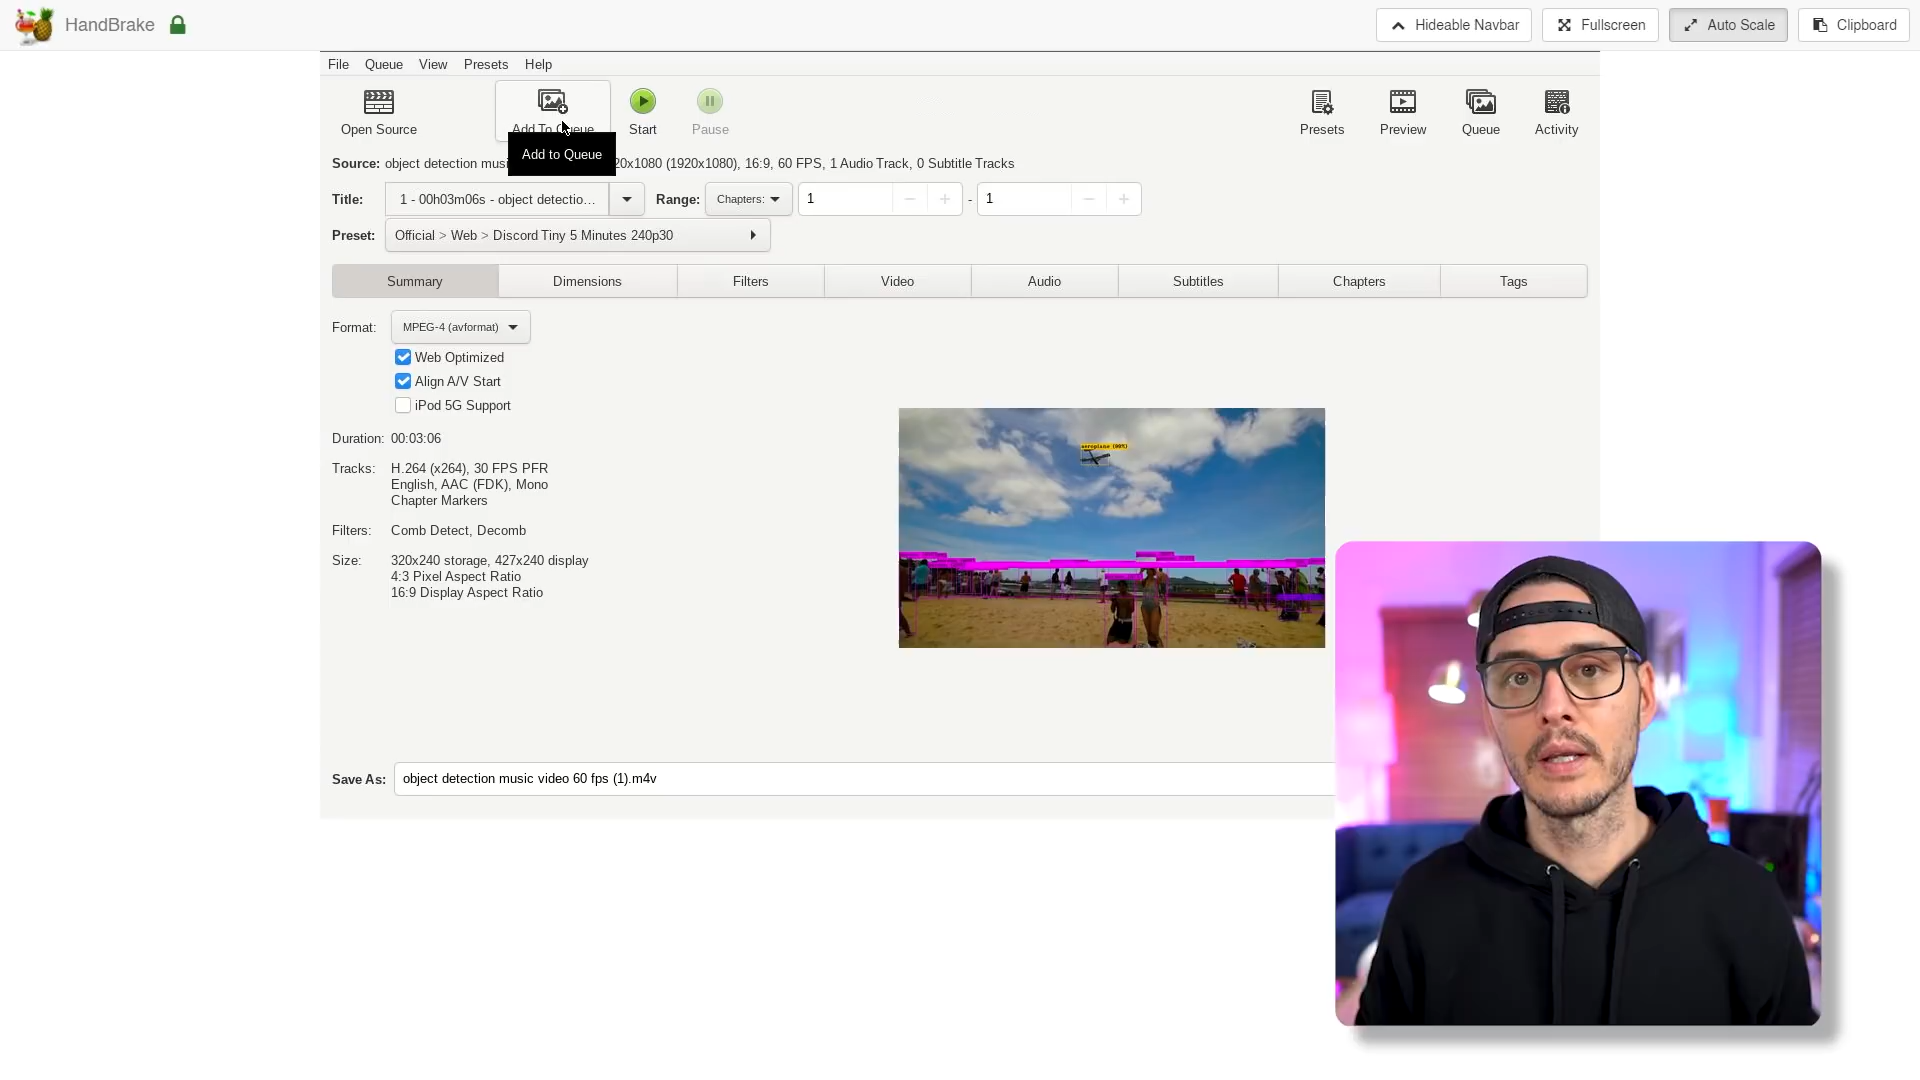 HandBrake
Hideable Navbar
Fullscreen
Auto Scale
Clipboard
File Queue View Presets Help
Open Source
Add To Queue
Start
Pause
Presets
Preview
Queue
Activity
Add to Queue
Source: object detection musi 20x1080 (1920x1080), 16:9, 60 FPS, 1 Audio Track, 0 Subtitle Tracks
Title: 1 - 00h03m06s - object detectio... Range: Chapters: 1 - 1
Preset: Official > Web > Discord Tiny 5 Minutes 240p30
Summary Dimensions Filters Video Audio Subtitles Chapters Tags
Format: MPEG-4 (avformat)
Web Optimized
Align A/V Start
iPod 5G Support
Duration: 00:03:06
Tracks: H.264 (x264), 30 FPS PFR
English, AAC (FDK), Mono
Chapter Markers
Filters: Comb Detect, Decomb
Size: 320x240 storage, 427x240 display
4:3 Pixel Aspect Ratio
16:9 Display Aspect Ratio
Save As: object detection music video 60 fps (1).m4v